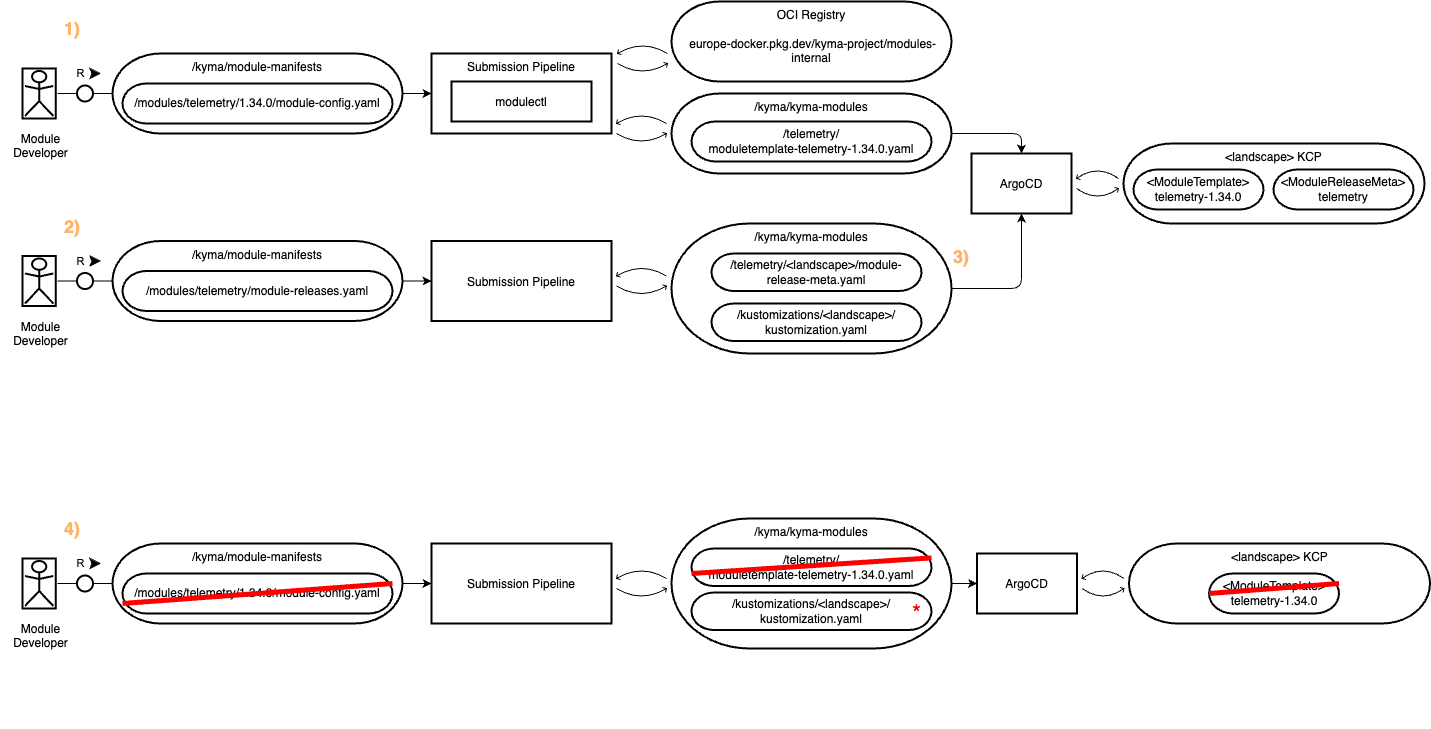 1)
R
Module
Developer
/kyma/module-manifests
/modules/telemetry/1.34.0/module-config.yaml
Submission Pipeline
modulectl
OCI Registry
europe-docker.pkg.dev/kyma-project/modules-
internal
/kyma/kyma-modules
/telemetry/
moduletemplate-telemetry-1.34.0.yaml
ArgoCD
<landscape> KCP
<ModuleTemplate>
telemetry-1.34.0
<ModuleReleaseMeta>
telemetry
2)
R
Module
Developer
/kyma/module-manifests
/modules/telemetry/module-releases.yaml
Submission Pipeline
/kyma/kyma-modules
/telemetry/<landscape>/module-
release-meta.yaml
/kustomizations/<landscape>/
kustomization.yaml
3)
4)
R
Module
Developer
/kyma/module-manifests
/modules/telemetry/1.34.0/module-config.yaml
Submission Pipeline
/kyma/kyma-modules
/telemetry/
moduletemplate-telemetry-1.34.0.yaml
/kustomizations/<landscape>/
kustomization.yaml
*
ArgoCD
<landscape> KCP
<ModuleTemplate>
telemetry-1.34.0